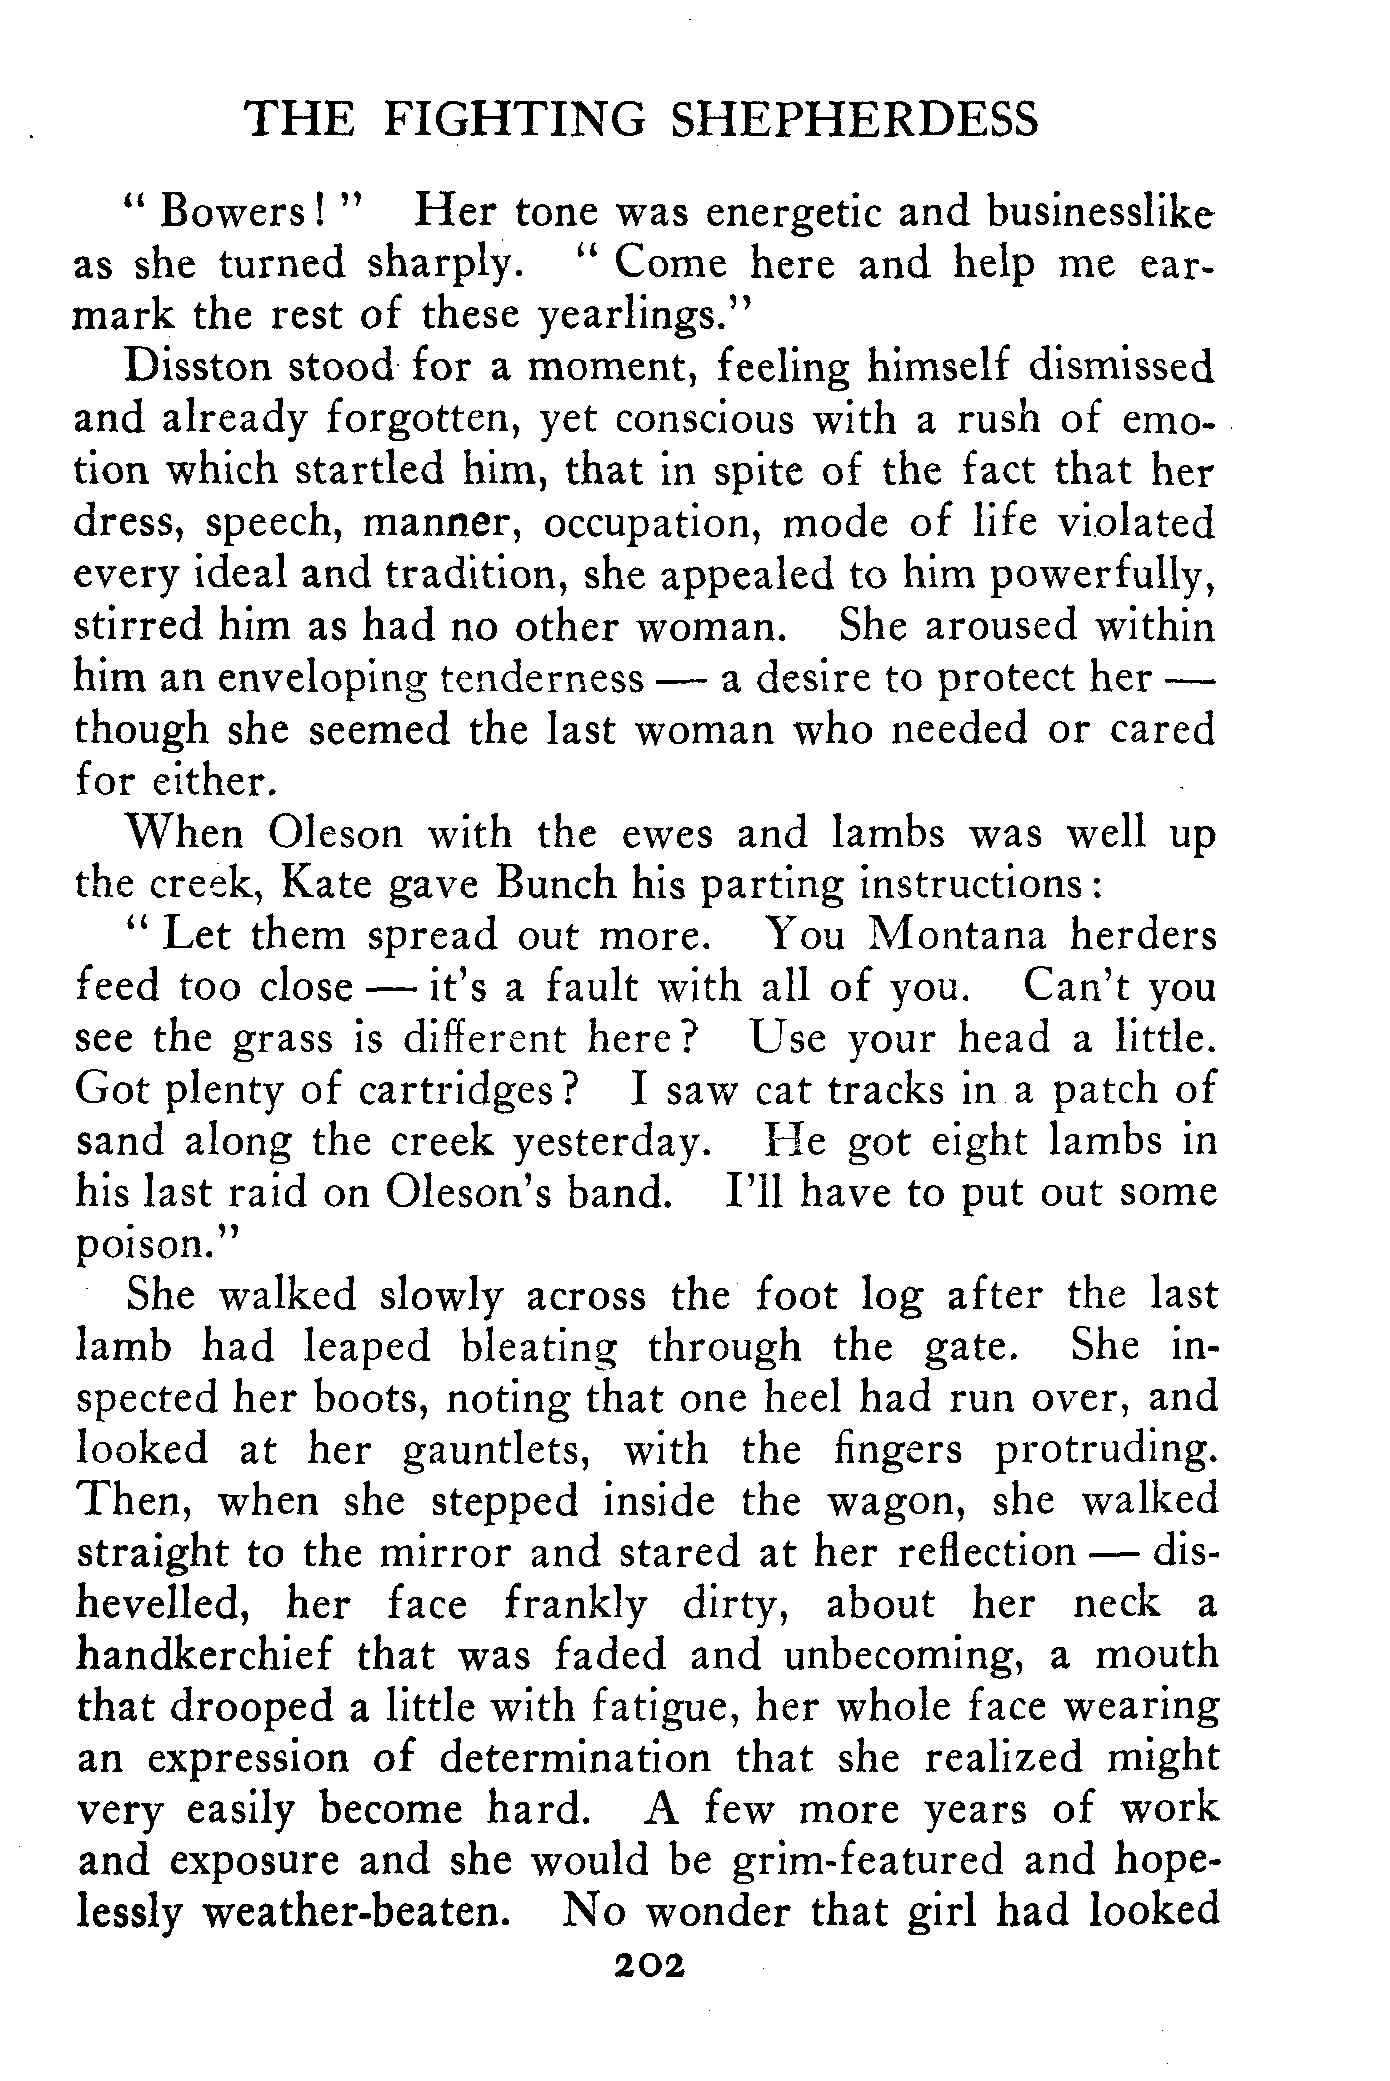 THE FIGHTING SHEPHERDESS
“ Bowers ! ” Her tone was energetic and businesslike
as she turned sharply. “ Come here and help me ear-
mark the rest of these yearlings.”
Disston stood for a moment, feeling himself dismissed
and already forgotten, yet conscious with a rush of emo-
tion which startled him, that in spite of the fact that her
dress, speech, manner, occupation, mode of life violated
every ideal and tradition, she appealed to him powerfully,
stirred him as had no other woman. She aroused within
him an enveloping tenderness — a desire to protect her —
though she seemed the last woman who needed or cared
for either.
When Oleson with the ewes and lambs was well up
the creek, Kate gave Bunch his parting instructions :
“ Let them spread out more. You Montana herders
feed too close — it’s a fault with all of you. Can’t you
see the grass is different here ? Use your head a little.
Got plenty of cartridges ? I saw cat tracks in a patch of
sand along the creek yesterday. He got eight lambs in
his last raid on Oleson’s band. I’ll have to put out some
poison.”
She walked slowly across the foot log after the last
lamb had leaped bleating through the gate. She in-
spected her boots, noting that one heel had run over, and
looked at her gauntlets, with the fingers protruding.
Then, when she stepped inside the wagon, she walked
straight to the mirror and stared at her reflection — dis-
hevelled, her face frankly dirty, about her neck a
handkerchief that was faded and unbecoming, a mouth
that drooped a little with fatigue, her whole face wearing
an expression of determination that she realized might
very easily become hard. A few more years of work
and exposure and she would be grim-featured and hope-
lessly weather-beaten. No wonder that girl had looked
202